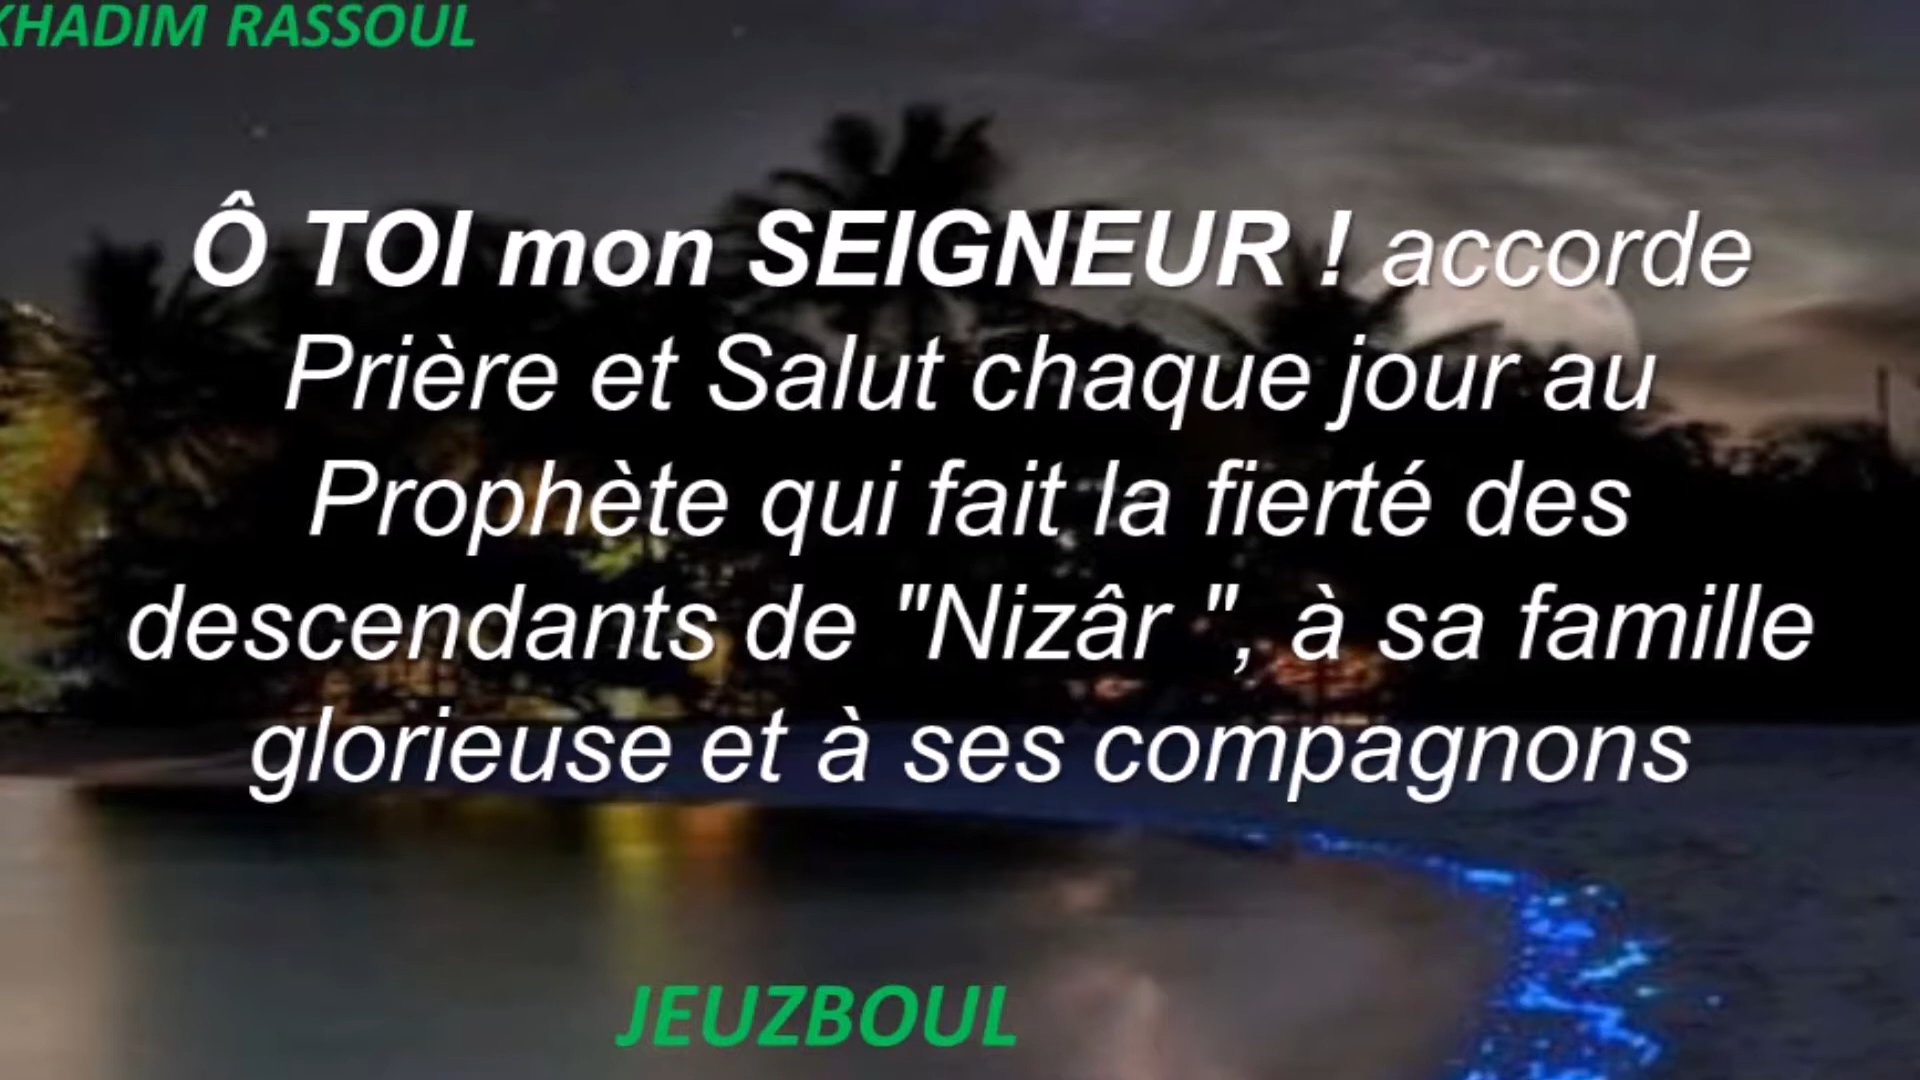 KHADIM RASSOUL
Ô TOI mon SEIGNEUR ! accorde
Prière et Salut chaque jour au
Prophète qui fait la fierté des
descendants de "Nizâr ", à sa famille
glorieuse et à ses compagnons
JEUZBOUL